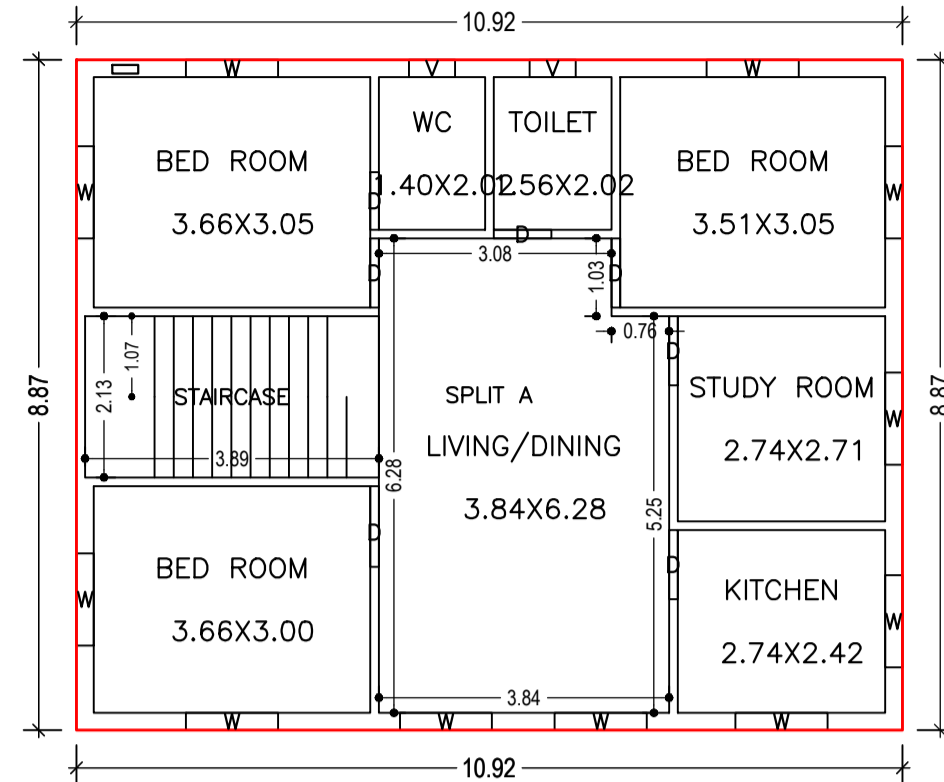 10.92
W
V
V
W
WC
TOILET
BED ROOM
BED ROOM
1.40X2.02
1.56X2.02
W
D
W
3.66X3.05
3.51X3.05
D
3.08
D
D
1.03
0.76
1.07
D
2.13
STAIRCASE
SPLIT A
STUDY ROOM
8.87
8.87
W
LIVING/DINING
3.89
2.74X2.71
6.28
3.84X6.28
5.25
D
D
BED ROOM
KITCHEN
W
W
3.66X3.00
2.74X2.42
3.84
W
W
W
W
10.92